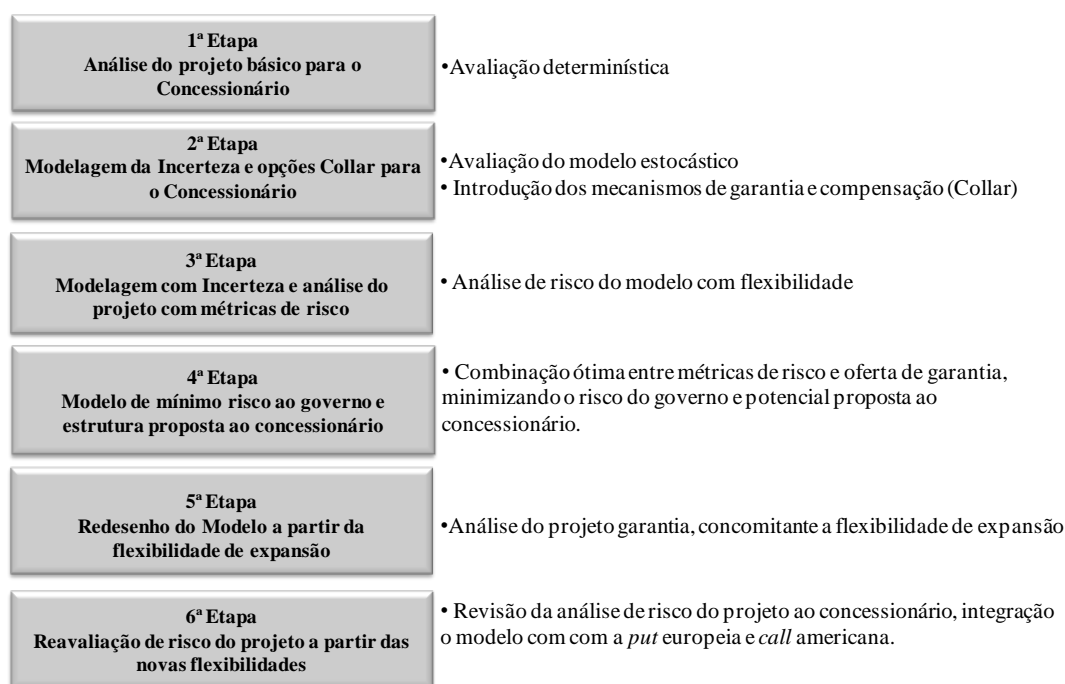 1ª Etapa
Análise do projeto básico para o
Concessionário
•Avaliação determinística
2ª Etapa
Modelagem da Incerteza e opções Collar para
o Concessionário
•Avaliação do modelo estocástico
• Introdução dos mecanismos de garantia e compensação (Collar)
3ª Etapa
Modelagem com Incerteza e análise do
projeto com métricas de risco
• Análise de risco do modelo com flexibilidade
4ª Etapa
Modelo de mínimo risco ao governo e
estrutura proposta ao concessionário
• Combinação ótima entre métricas de risco e oferta de garantia,
minimizando o risco do governo e potencial proposta ao
concessionário.
5ª Etapa
Redesenho do Modelo a partir da
flexibilidade de expansão
•Análise do projeto garantia, concomitante a flexibilidade de expansão
6ª Etapa
Reavaliação de risco do projeto a partir das
novas flexibilidades
• Revisão da análise de risco do projeto ao concessionário, integração
o modelo com com a put europeia e call americana.